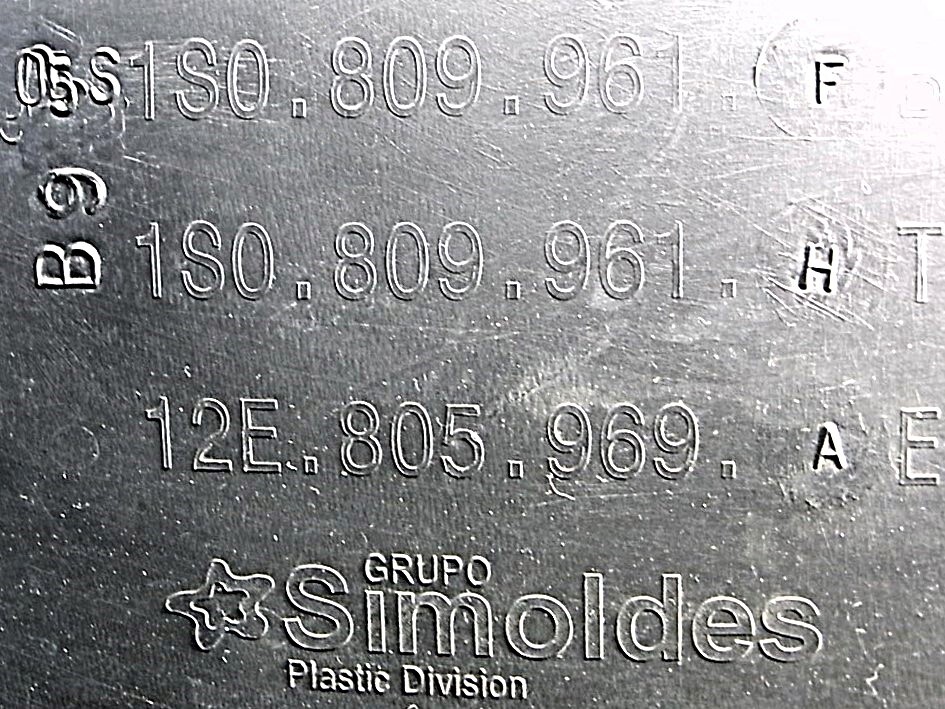 1S0.809.961. F
B9
1S0.809.961. H T
12E.805.969. A E
GRUPO
Simoldes
Plastic Division